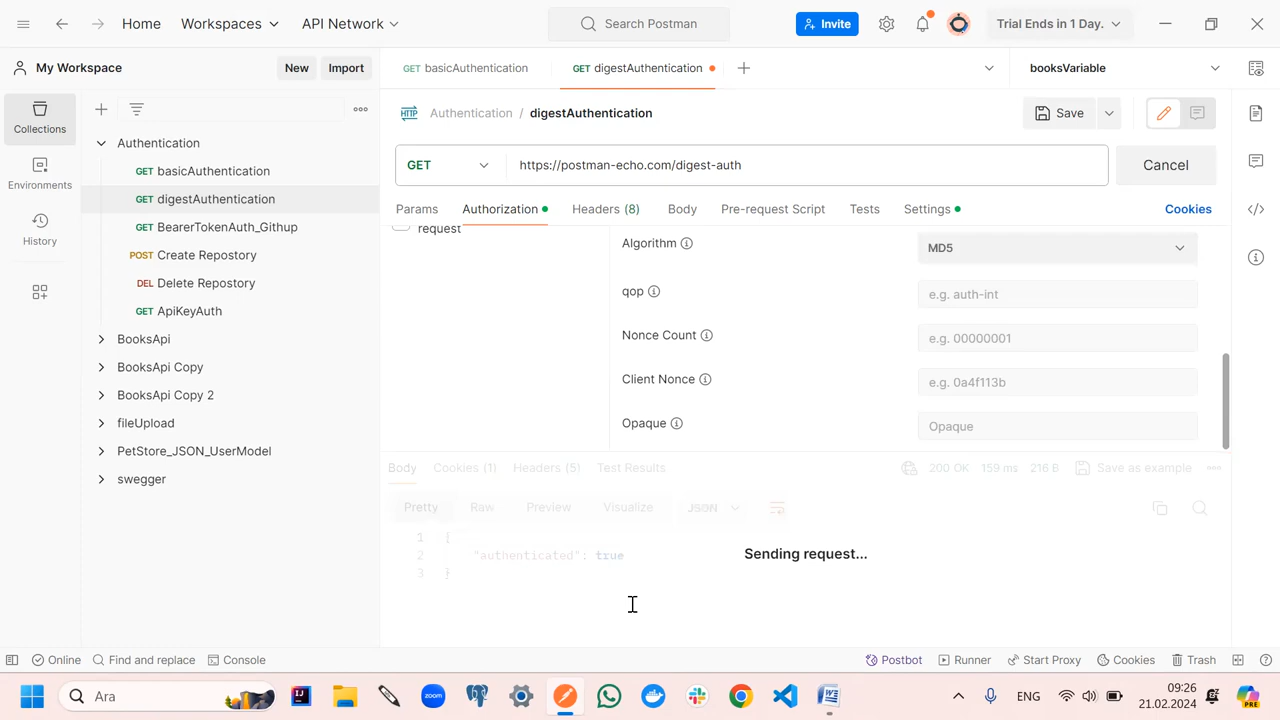 Home
Workspaces
API Network
Search Postman
Invite
Trial Ends in 1 Day.
My Workspace
New
Import
GET basicAuthentication
GET digestAuthentication
booksVariable
Collections
Environments
History
Authentication
GET basicAuthentication
GET digestAuthentication
GET BearerTokenAuth_Githup
POST Create Repostory
DEL Delete Repostory
GET ApiKeyAuth
BooksApi
BooksApi Copy
BooksApi Copy 2
fileUpload
PetStore_JSON_UserModel
swegger
HTTP
Authentication / digestAuthentication
Save
GET
https://postman-echo.com/digest-auth
Cancel
Params
Authorization
Headers (8)
Body
Pre-request Script
Tests
Settings
Cookies
request
Algorithm
MD5
qop
e.g. auth-int
Nonce Count
e.g. 00000001
Client Nonce
e.g. 0a4f113b
Opaque
Opaque
Body
Cookies (1)
Headers (5)
Test Results
200 OK
159 ms
216 B
Save as example
Pretty
Raw
Preview
Visualize
JSON
1 {
2 "authenticated": true
3 }
Sending request...
Online
Find and replace
Console
Postbot
Runner
Start Proxy
Cookies
Trash
Ara
zoom
ENG
09:26
21.02.2024
PRE